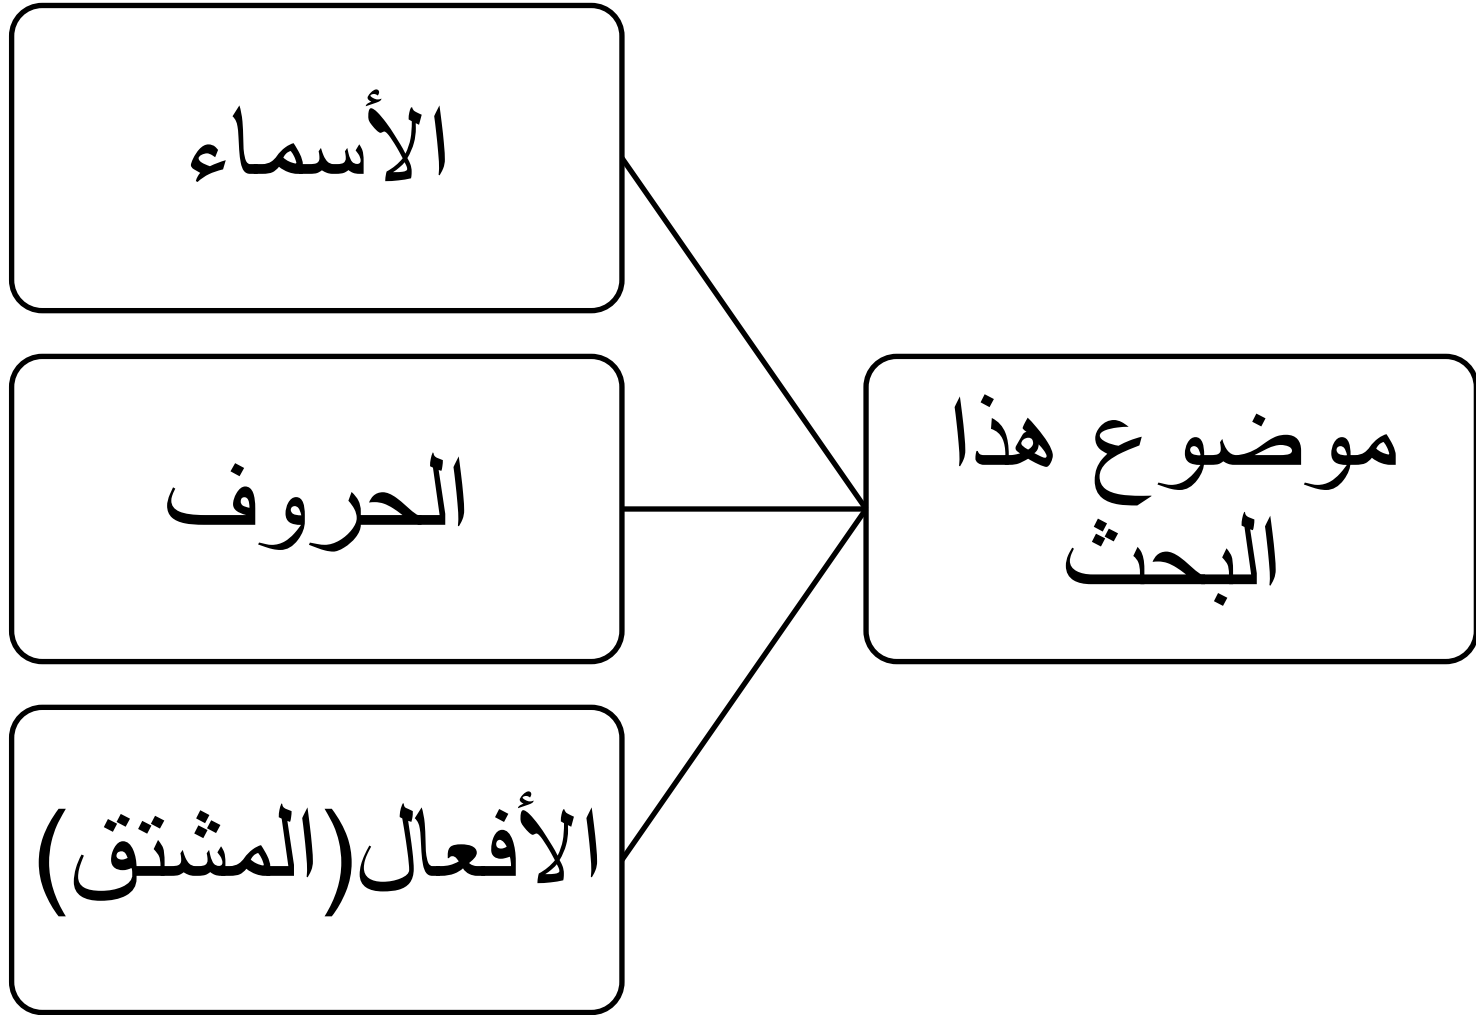 موضوع هذا
البحث
الأسماء
الحروف
الأفعال(المشتق)